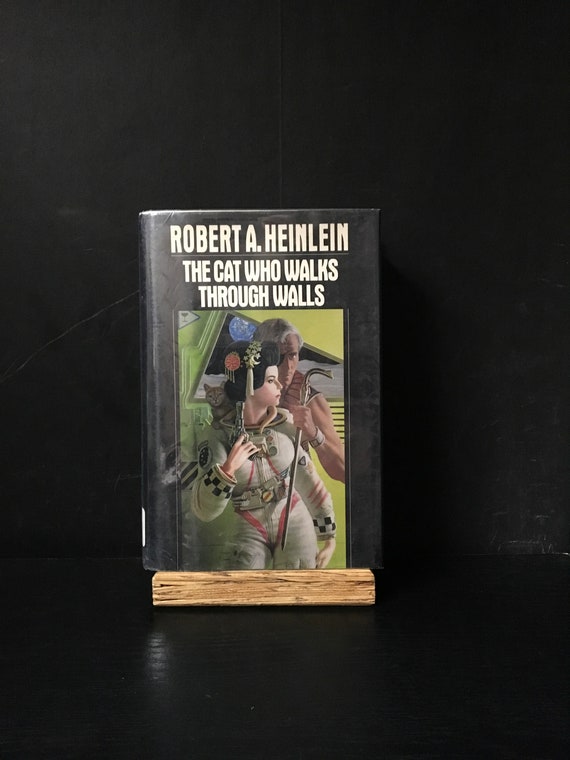 ROBERT A. HEINLEIN
THE CAT WHO WALKS
THROUGH WALLS